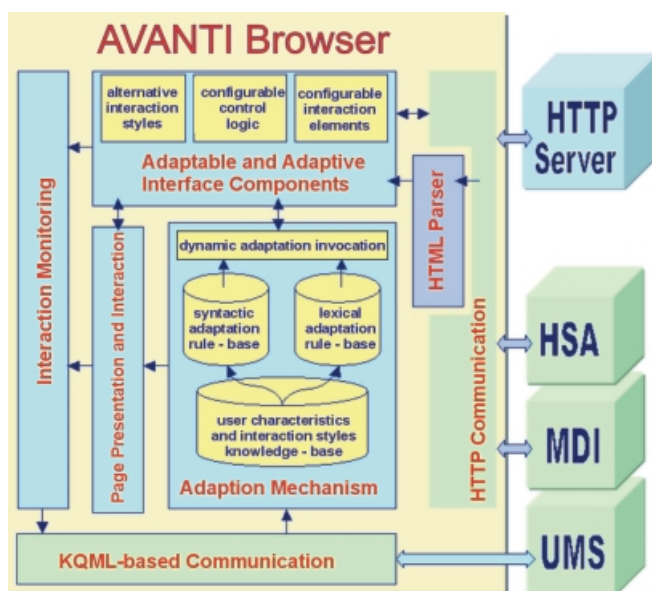 AVANTI Browser
alternative
interaction
styles
configurable
control
logic
configurable
interaction
elements
Adaptable and Adaptive
Interface Components
HTTP
Server
Interaction Monitoring
Page Presentation and Interaction
dynamic adaptation invocation
syntactic
adaptation
rule - base
lexical
adaptation
rule - base
user characteristics
and interaction styles
knowledge - base
Adaption Mechanism
HTML Parser
HTTP Communication
HSA
MDI
UMS
KQML-based Communication